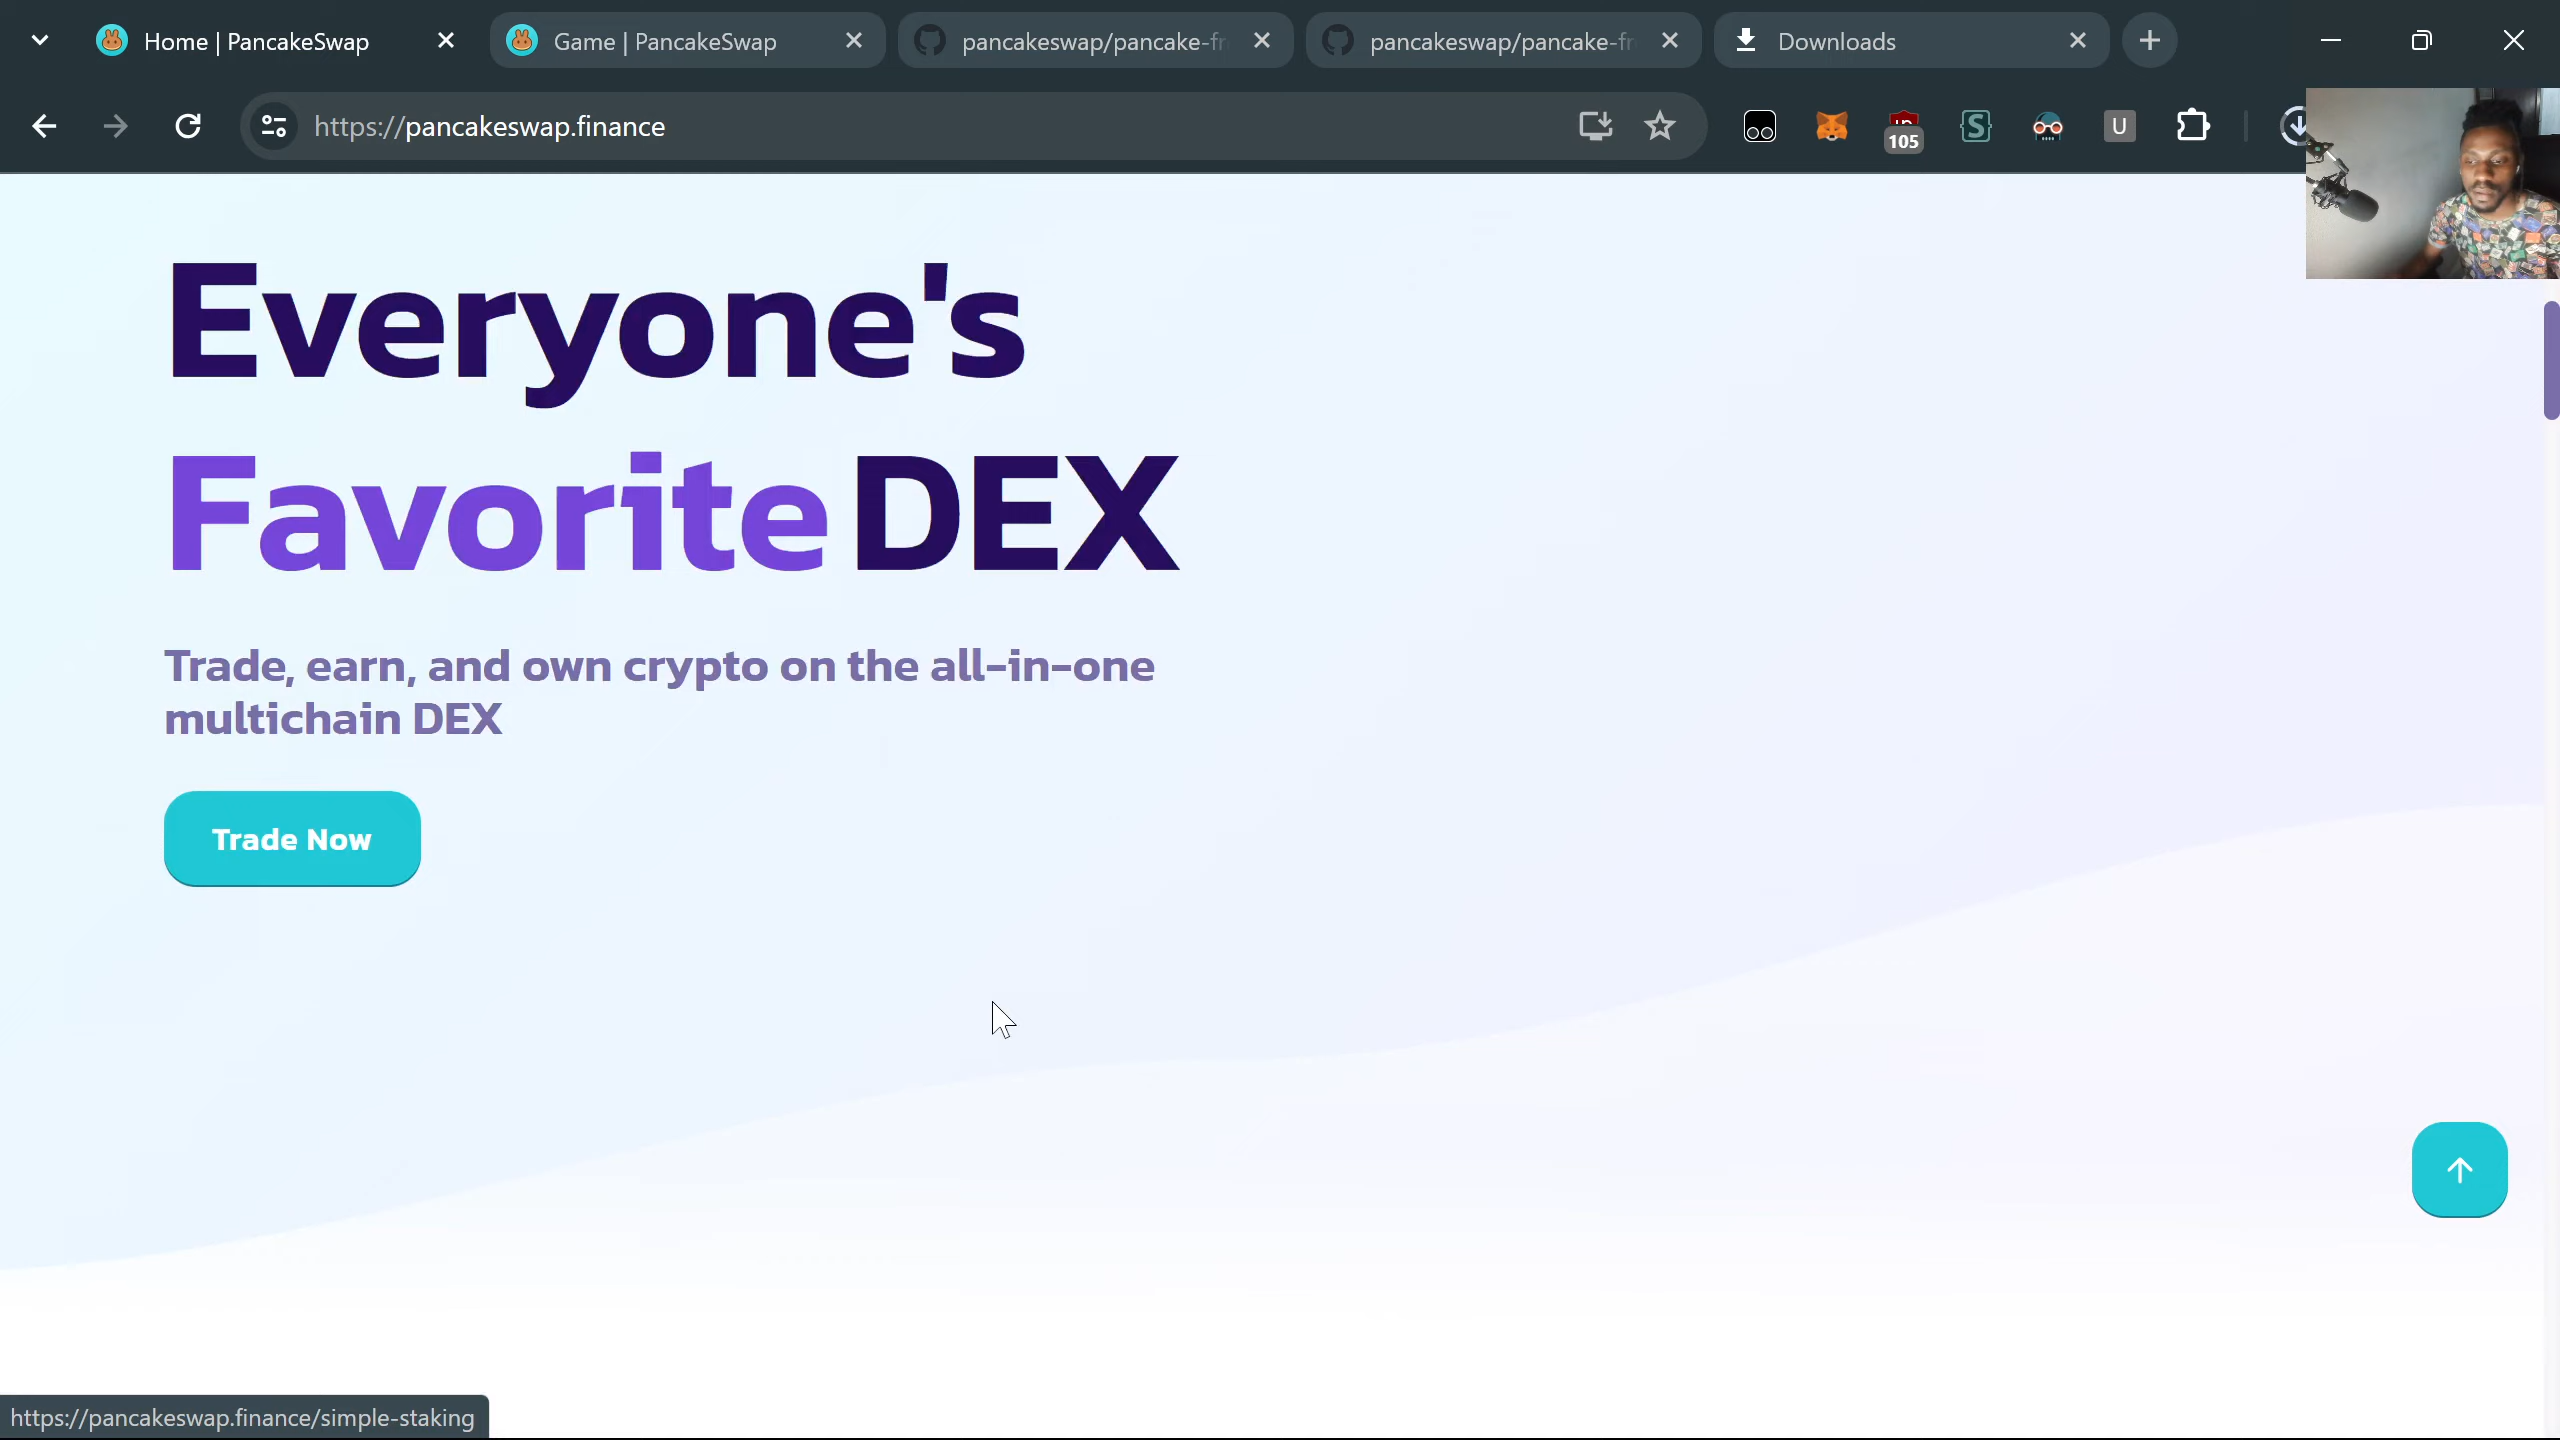 Home | PancakeSwap
Game | PancakeSwap
pancakeswap/pancake-fr
pancakeswap/pancake-fr
Downloads
https://pancakeswap.finance
105
U
Everyone's
Favorite DEX
Trade, earn, and own crypto on the all-in-one
multichain DEX
Trade Now
https://pancakeswap.finance/simple-staking